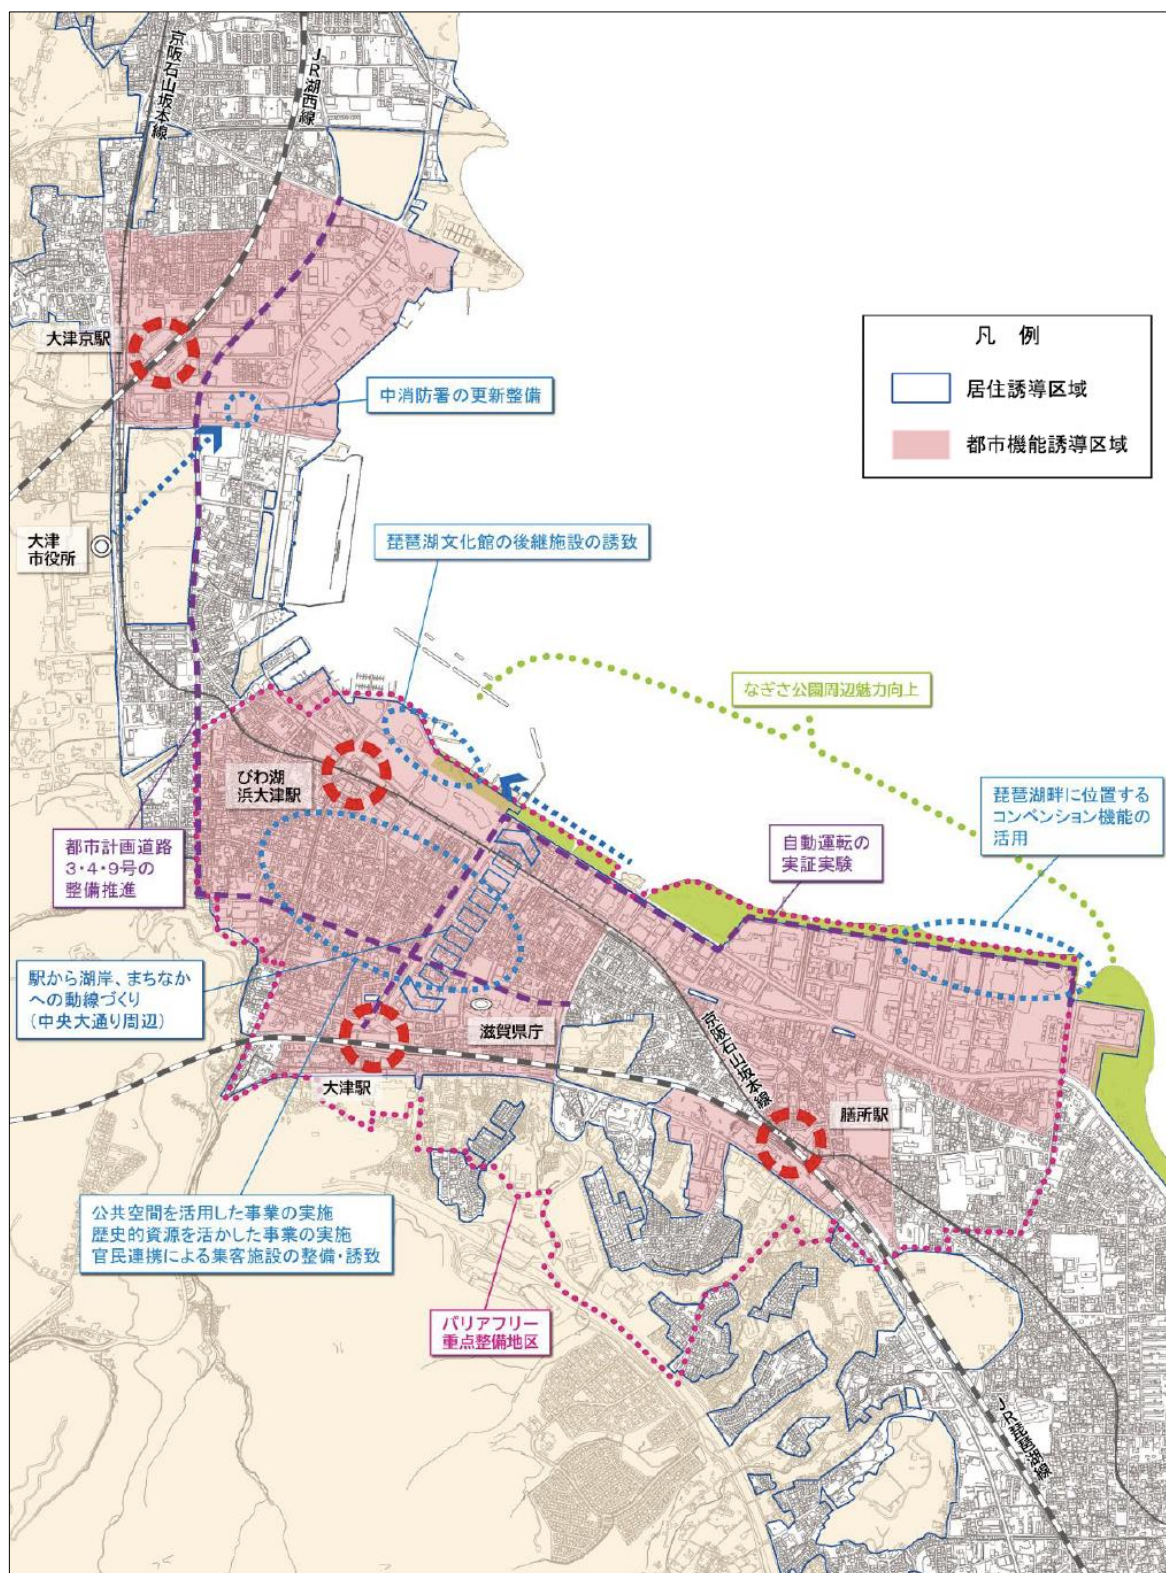 京阪石山坂本線
JR湖西線
大津京駅
凡 例
居住誘導区域
都市機能誘導区域
中消防署の更新整備
大津
市役所
琵琶湖文化館の後継施設の誘致
なぎさ公園周辺魅力向上
びわ湖
浜大津駅
琵琶湖畔に位置する
コンベンション機能の
活用
都市計画道路
3・4・9号の
整備推進
自動運転の
実証実験
駅から湖岸、まちなか
への動線づくり
(中央大通り周辺)
滋賀県庁
大津駅
京阪石山坂本線
膳所駅
公共空間を活用した事業の実施
歴史的資源を活かした事業の実施
官民連携による集客施設の整備・誘致
バリアフリー
重点整備地区
JR琵琶湖線